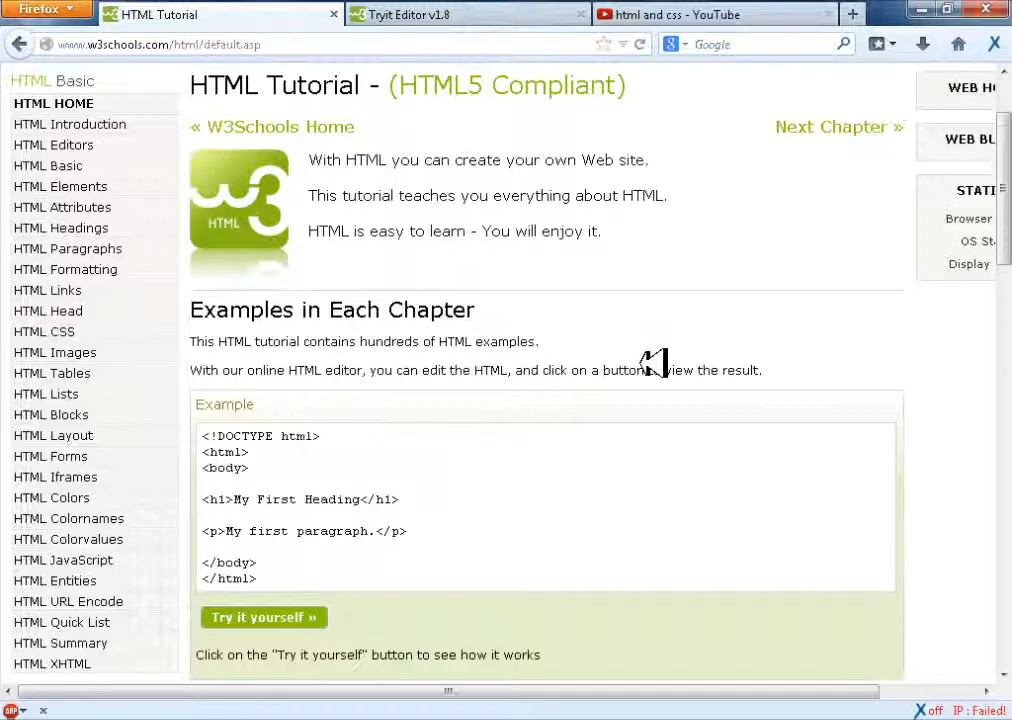 Firefox
HTML Tutorial
Tryit Editor v1.8
html and css - YouTube
www.w3schools.com/html/default.asp
Google
HTML Basic
HTML HOME
HTML Introduction
HTML Editors
HTML Basic
HTML Elements
HTML Attributes
HTML Headings
HTML Paragraphs
HTML Formatting
HTML Links
HTML Head
HTML CSS
HTML Images
HTML Tables
HTML Lists
HTML Blocks
HTML Layout
HTML Forms
HTML Iframes
HTML Colors
HTML Colornames
HTML Colorvalues
HTML JavaScript
HTML Entities
HTML URL Encode
HTML Quick List
HTML Summary
HTML XHTML
HTML Tutorial - (HTML5 Compliant)
« W3Schools Home
Next Chapter »
w3
HTML
With HTML you can create your own Web site.
This tutorial teaches you everything about HTML.
HTML is easy to learn - You will enjoy it.
Examples in Each Chapter
This HTML tutorial contains hundreds of HTML examples.
With our online HTML editor, you can edit the HTML, and click on a button view the result.
Example
<!DOCTYPE html>
<html>
<body>
<h1>My First Heading</h1>
<p>My first paragraph.</p>
</body>
</html>
Try it yourself »
Click on the "Try it yourself" button to see how it works
WEB HO
WEB BU
STATI
Browser
OS Sta
Display
ABP
X off IP : Failed!